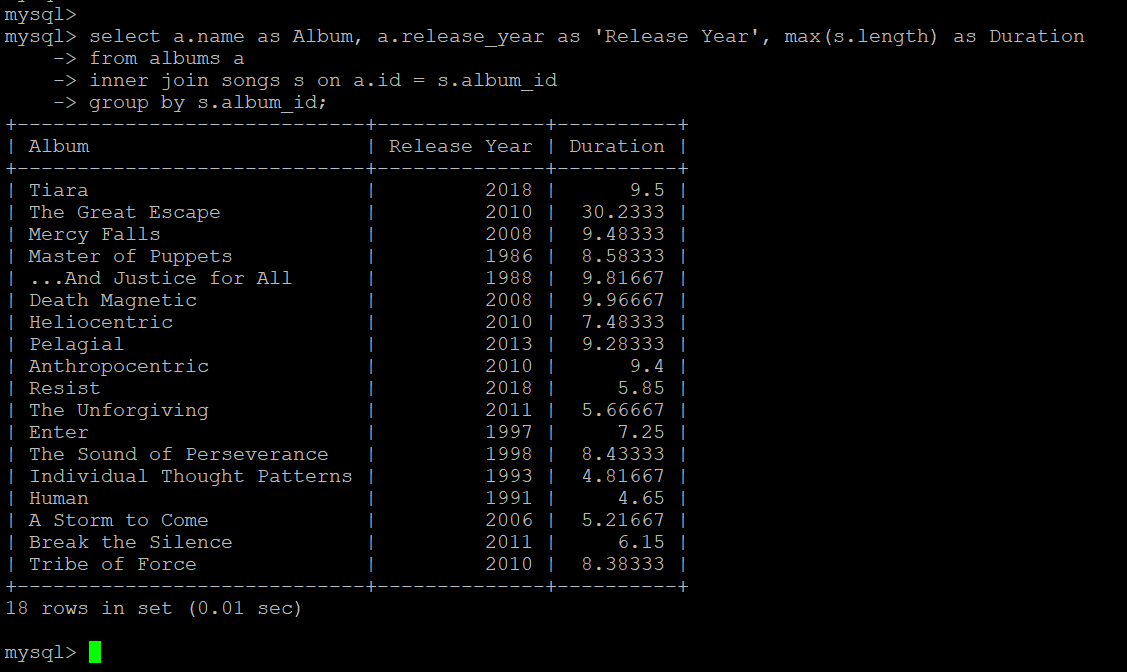 mysql>
mysql> select a.name as Album, a.release_year as 'Release Year', max(s.length) as Duration
    -> from albums a
    -> inner join songs s on a.id = s.album_id
    -> group by s.album_id;
+-----------------------------+--------------+----------+
| Album                       | Release Year | Duration |
+-----------------------------+--------------+----------+
| Tiara                       |         2018 |      9.5 |
| The Great Escape            |         2010 |  30.2333 |
| Mercy Falls                 |         2008 |  9.48333 |
| Master of Puppets           |         1986 |  8.58333 |
| ...And Justice for All      |         1988 |  9.81667 |
| Death Magnetic              |         2008 |  9.96667 |
| Heliocentric                |         2010 |  7.48333 |
| Pelagial                    |         2013 |  9.28333 |
| Anthropocentric             |         2010 |      9.4 |
| Resist                      |         2018 |     5.85 |
| The Unforgiving             |         2011 |  5.66667 |
| Enter                       |         1997 |     7.25 |
| The Sound of Perseverance   |         1998 |  8.43333 |
| Individual Thought Patterns |         1993 |  4.81667 |
| Human                       |         1991 |     4.65 |
| A Storm to Come             |         2006 |  5.21667 |
| Break the Silence           |         2011 |     6.15 |
| Tribe of Force              |         2010 |  8.38333 |
+-----------------------------+--------------+----------+
18 rows in set (0.01 sec)
mysql>